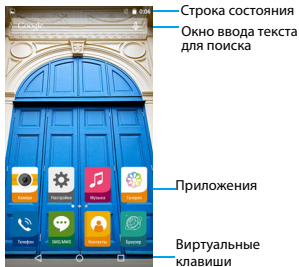 Строка состояния
0:06
Google
Окно ввода текста
для поиска
Камера
Настройки
Музыка
Галерея
Приложения
Телефон
SMS/MMS
Контакты
Браузер
Виртуальные
клавиши